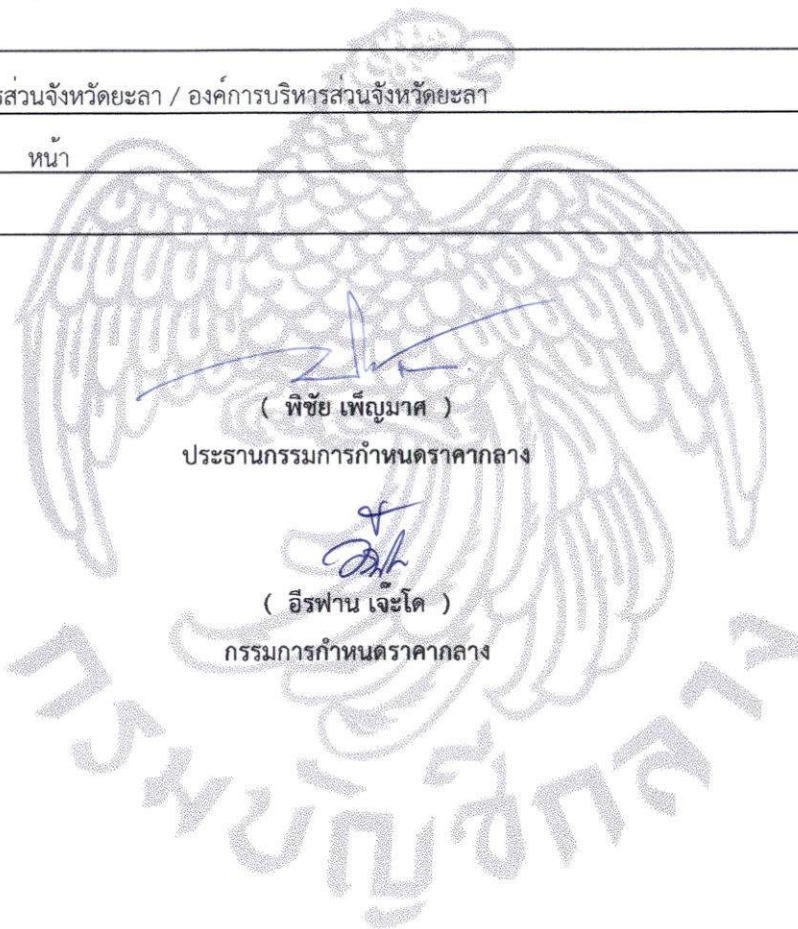 รส่วนจังหวัดยะลา / องค์การบริหารส่วนจังหวัดยะลา
หน้า
( พิชัย เพ็ญมาศ )
ประธานกรรมการกำหนดราคากลาง
( อีรฟาน เจ๊ะโด )
กรรมการกำหนดราคากลาง
กรมบัญชีกลาง